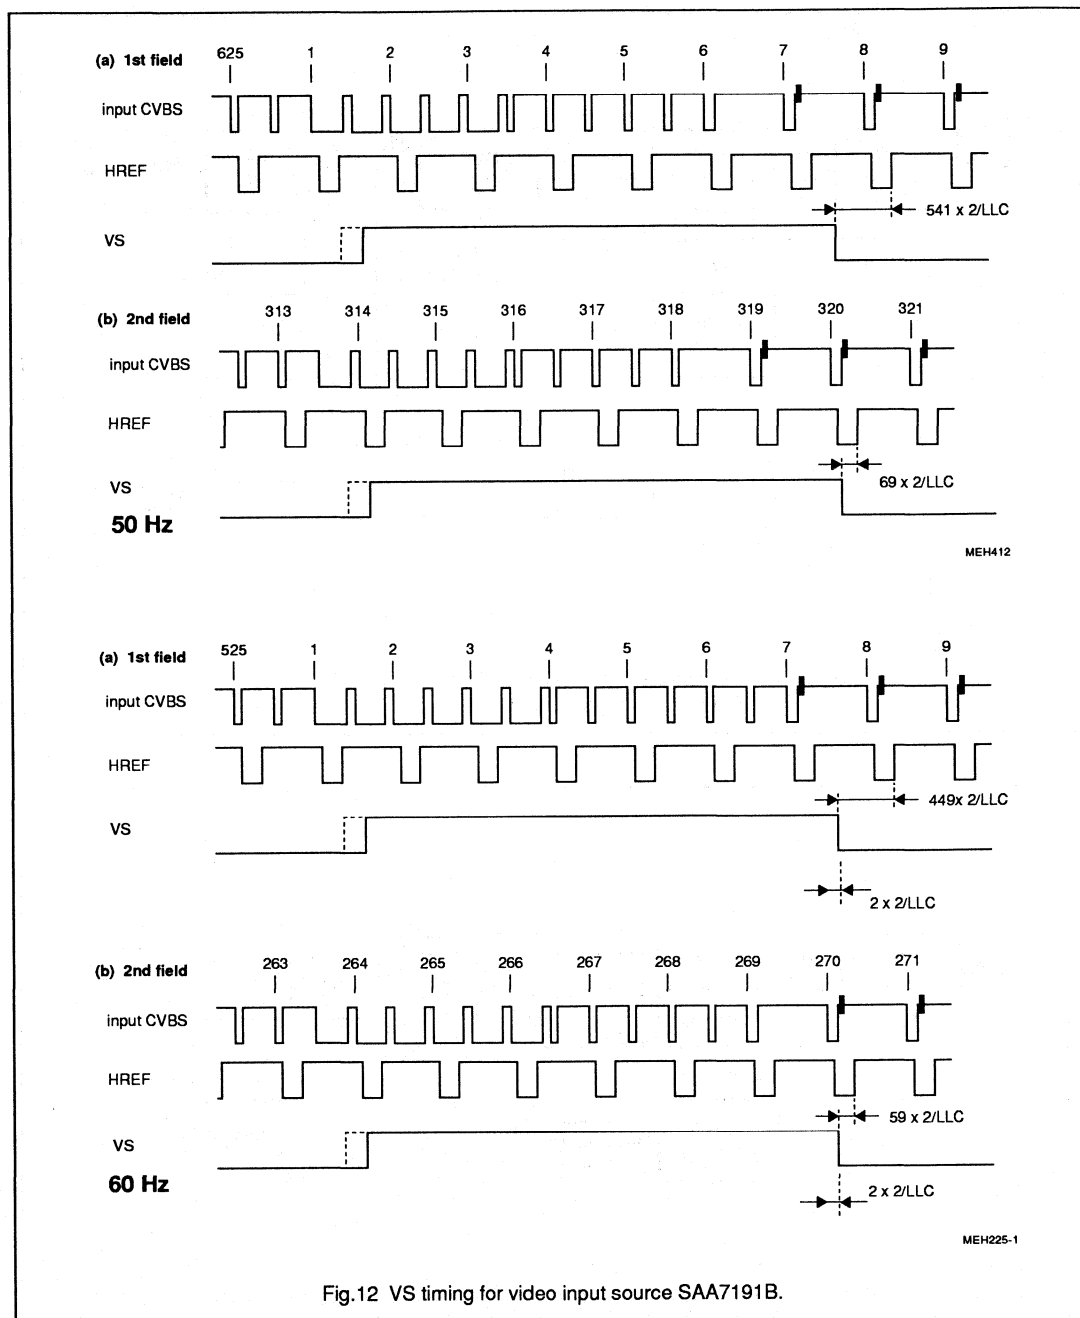 (a) 1st field
625 1 2 3 4 5 6 7 8 9
input CVBS
HREF
541 x 2/LLC
VS
(b) 2nd field
313 314 315 316 317 318 319 320 321
input CVBS
HREF
69 x 2/LLC
VS
50 Hz
MEH412
(a) 1st field
525 1 2 3 4 5 6 7 8 9
input CVBS
HREF
449x 2/LLC
VS
2 x 2/LLC
(b) 2nd field
263 264 265 266 267 268 269 270 271
input CVBS
HREF
59 x 2/LLC
VS
60 Hz
2 x 2/LLC
MEH225-1
Fig.12 VS timing for video input source SAA7191B.